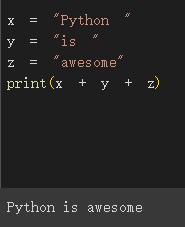 x = "Python "
y = "is "
z = "awesome"
print(x + y + z)
Python is awesome